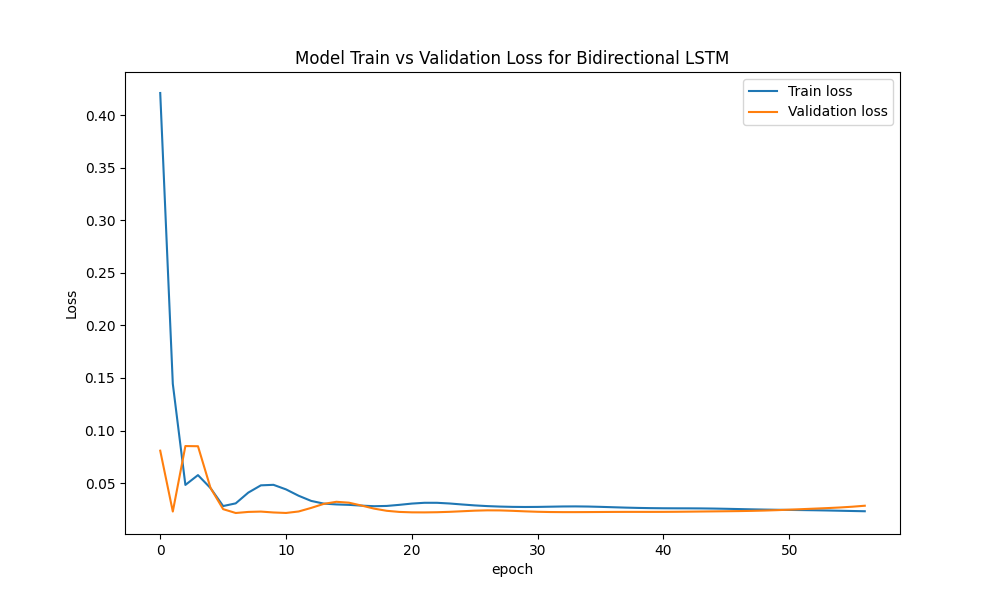 Model Train vs Validation Loss for Bidirectional LSTM
Train loss
Validation loss
0.40
0.35
0.30
0.25
0.20
0.15
0.10
0.05
Loss
0 10 20 30 40 50
epoch